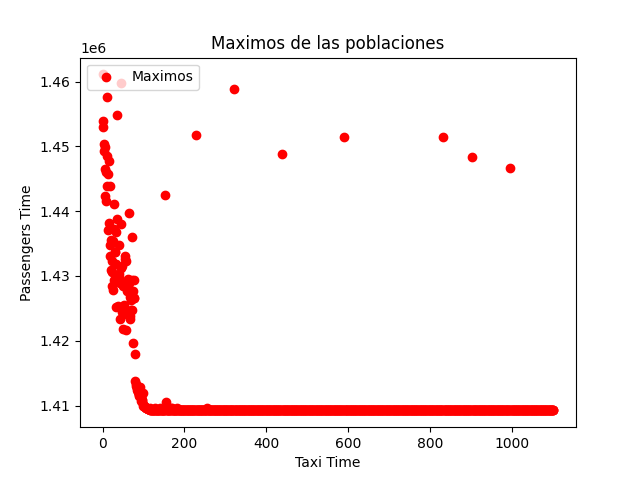 Maximos de las poblaciones
1e6
Maximos
1.46
1.45
1.44
1.43
1.42
1.41
Passengers Time
0 200 400 600 800 1000
Taxi Time